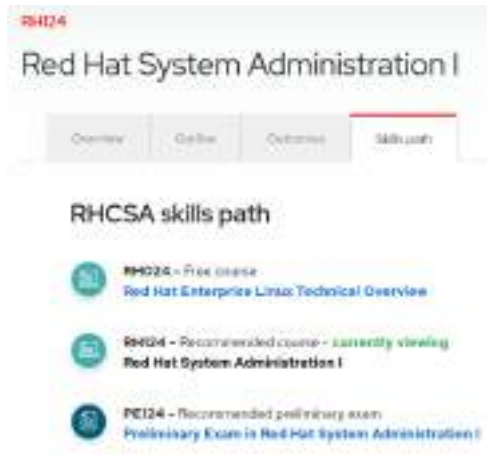 RH124
Red Hat System Administration I
Overview
Outline
Outcomes
Skills path
RHCSA skills path
RH024 - Free course
Red Hat Enterprise Linux Technical Overview
RH124 - Recommended course - currently viewing
Red Hat System Administration I
PE124 - Recommended preliminary exam
Preliminary Exam in Red Hat System Administration I